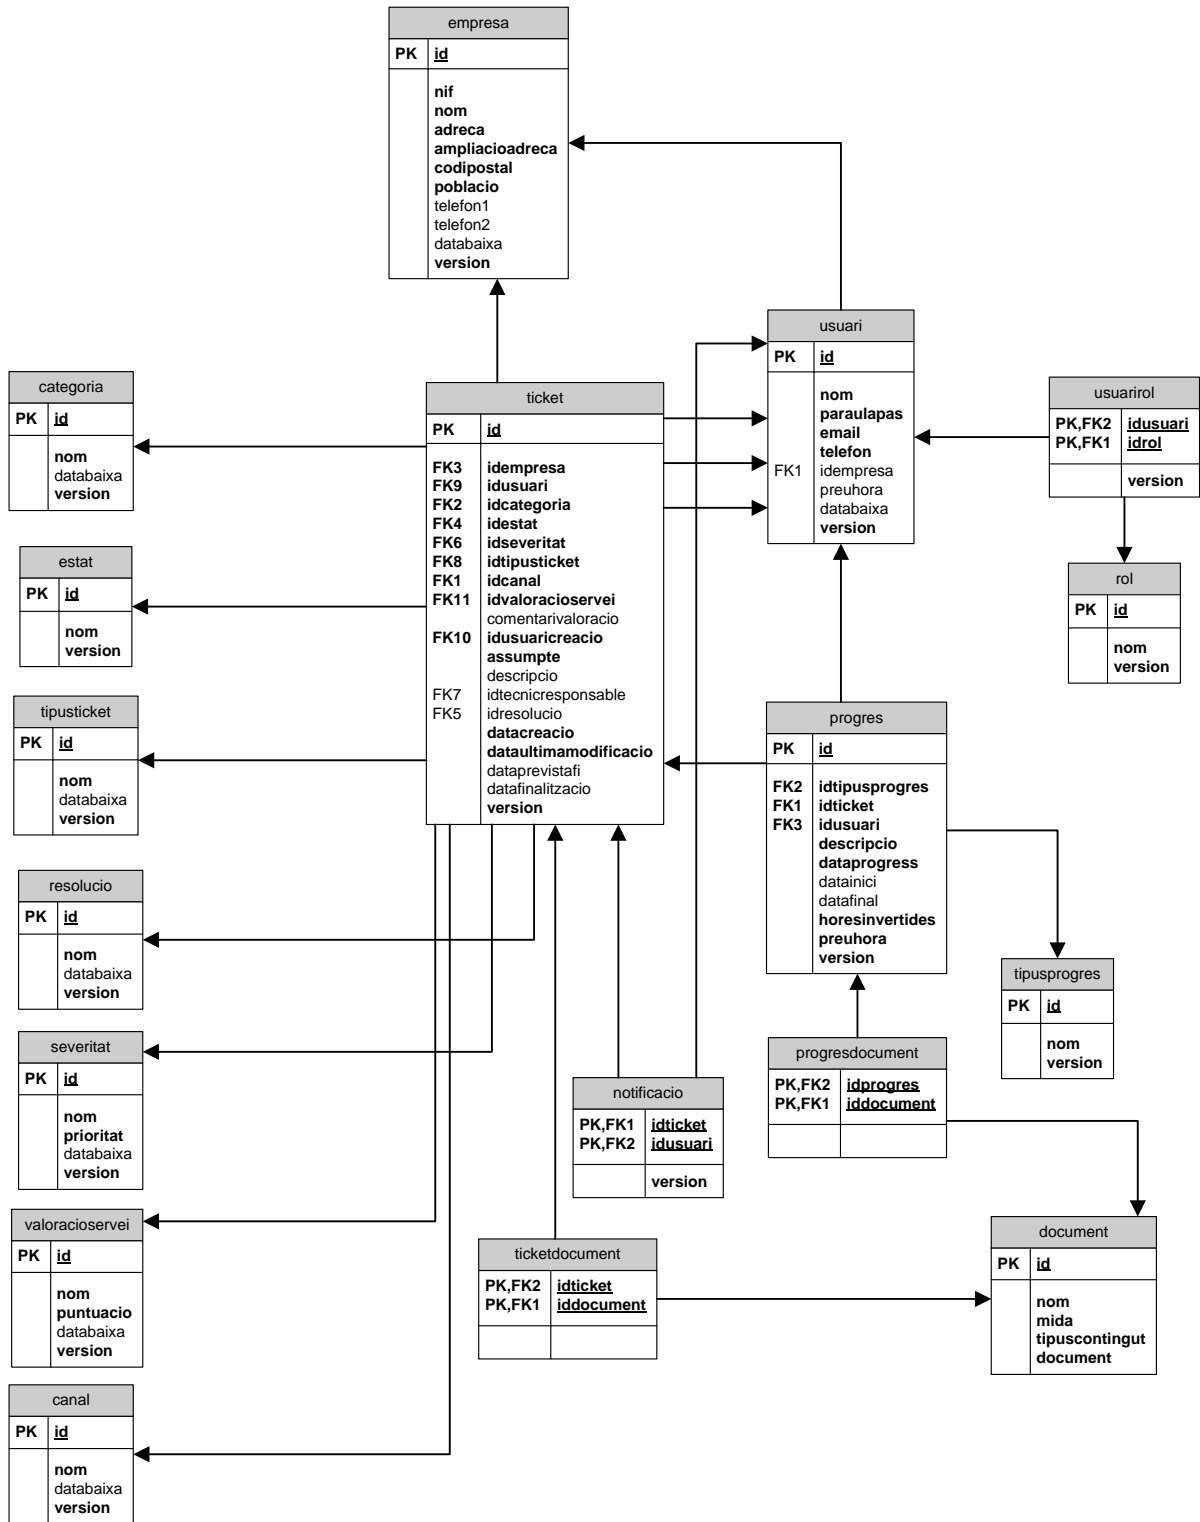 empresa
PK id
nif
nom
adreca
ampliacioadreca
codipostal
poblacio
telefon1
telefon2
databaixa
version
usuari
PK id
nom
paraulapas
email
telefon
FK1 idempresa
preuhora
databaixa
version
categoria
PK id
nom
databaixa
version
ticket
PK id
FK3 idempresa
FK9 idusuari
FK2 idcategoria
FK4 idestat
FK6 idseveritat
FK8 idtipusticket
FK1 idcanal
FK11 idvaloracioservei
comentarivaloracio
FK10 idusuaricreacio
assumpte
descripcio
FK7 idtecnicresponsable
FK5 idresolucio
datacreacio
dataultimamodificacio
dataprevistafi
datafinalitzacio
version
usuarirol
PK,FK2 idusuari
PK,FK1 idrol
version
estat
PK id
nom
version
rol
PK id
nom
version
tipusticket
PK id
nom
databaixa
version
progres
PK id
FK2 idtipusprogres
FK1 idticket
FK3 idusuari
descripcio
dataprogress
datainici
datafinal
horesinvertides
preuhora
version
resolucio
PK id
nom
databaixa
version
tipusprogres
PK id
nom
version
severitat
PK id
nom
prioritat
databaixa
version
progresdocument
PK,FK2 idprogres
PK,FK1 iddocument
notificacio
PK,FK1 idticket
PK,FK2 idusuari
version
valoracioservei
PK id
nom
puntuacio
databaixa
version
ticketdocument
PK,FK2 idticket
PK,FK1 iddocument
document
PK id
nom
mida
tipuscontingut
document
canal
PK id
nom
databaixa
version